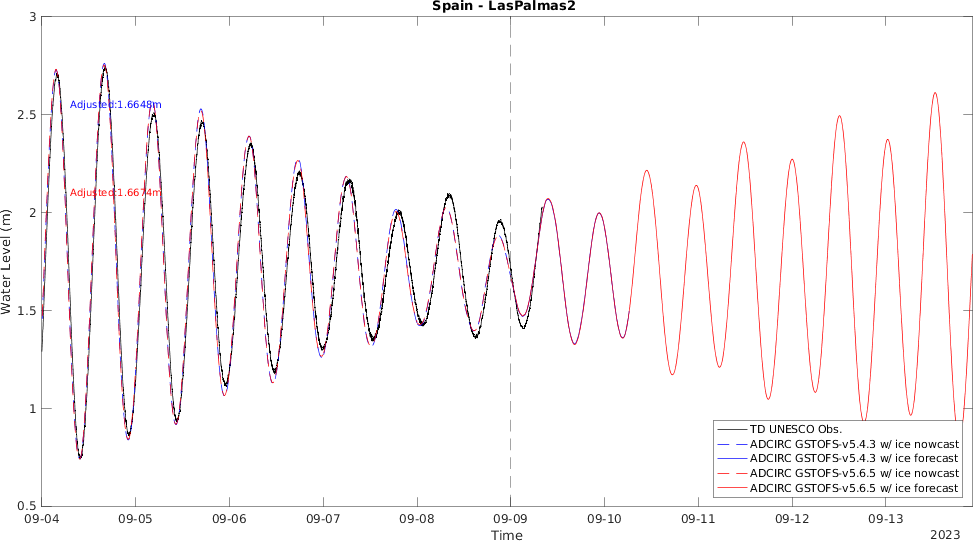 Spain - LasPalmas2
3
2.5
2
1.5
1
0.5
Water Level (m)
Adjusted:1.6648m
Adjusted:1.6674m
TD UNESCO Obs.
ADCIRC GSTOFS-v5.4.3 w/ ice nowcast
ADCIRC GSTOFS-v5.4.3 w/ ice forecast
ADCIRC GSTOFS-v5.6.5 w/ ice nowcast
ADCIRC GSTOFS-v5.6.5 w/ ice forecast
09-04 09-05 09-06 09-07 09-08 09-09 09-10 09-11 09-12 09-13
Time
2023